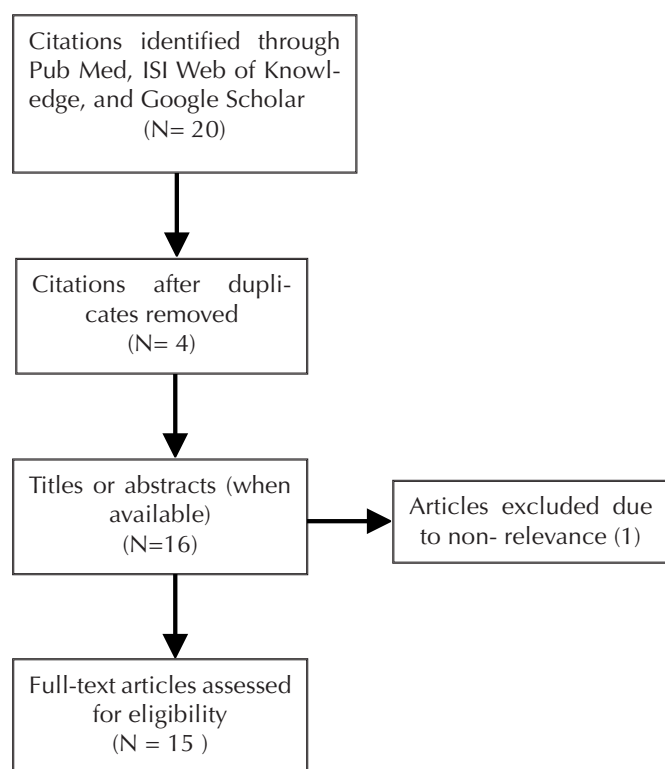 Citations identified through
Pub Med, ISI Web of Knowl-
edge, and Google Scholar
(N= 20)
Citations after dupli-
cates removed
(N= 4)
Titles or abstracts (when
available)
(N=16)
Articles excluded due
to non- relevance (1)
Full-text articles assessed
for eligibility
(N = 15 )